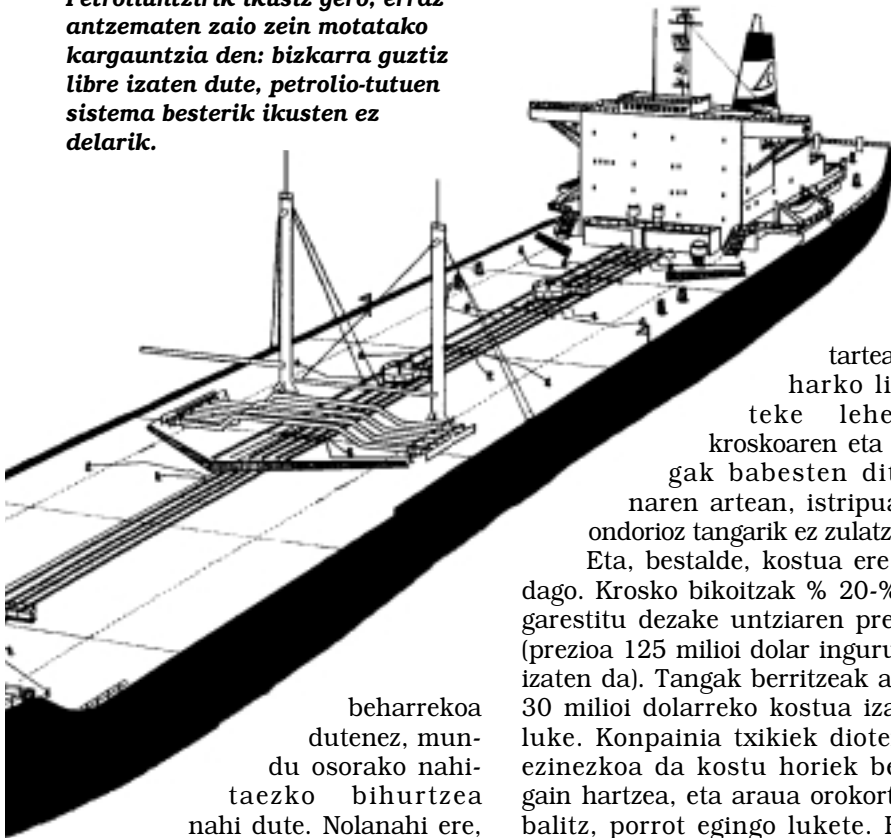 Petroliuntzirik ikusiz gero, erraz
antzematen zaio zein motatako
kargauntzia den: bizkarra guztiz
libre izaten dute, petrolio-tutuen
sistema besterik ikusten ez
delarik.
beharrekoa
dutenez, mun-
du osorako nahi-
taezko bihurtzea
nahi dute. Nolanahi ere,
tartea
harko li
teke lehe
kroskoaren eta
gak babesten dit
naren artean, istripua
ondorioz tangarik ez zulatz
Eta, bestalde, kostua ere
dago. Krosko bikoitzak % 20-%
garestitu dezake untziaren pre
(prezioa 125 milioi dolar inguru
izaten da). Tangak berritzeak a
30 milioi dolarreko kostua iza
luke. Konpainia txikiek diote
ezinezkoa da kostu horiek be
gain hartzea, eta araua orokort
balitz, porrot egingo lukete.